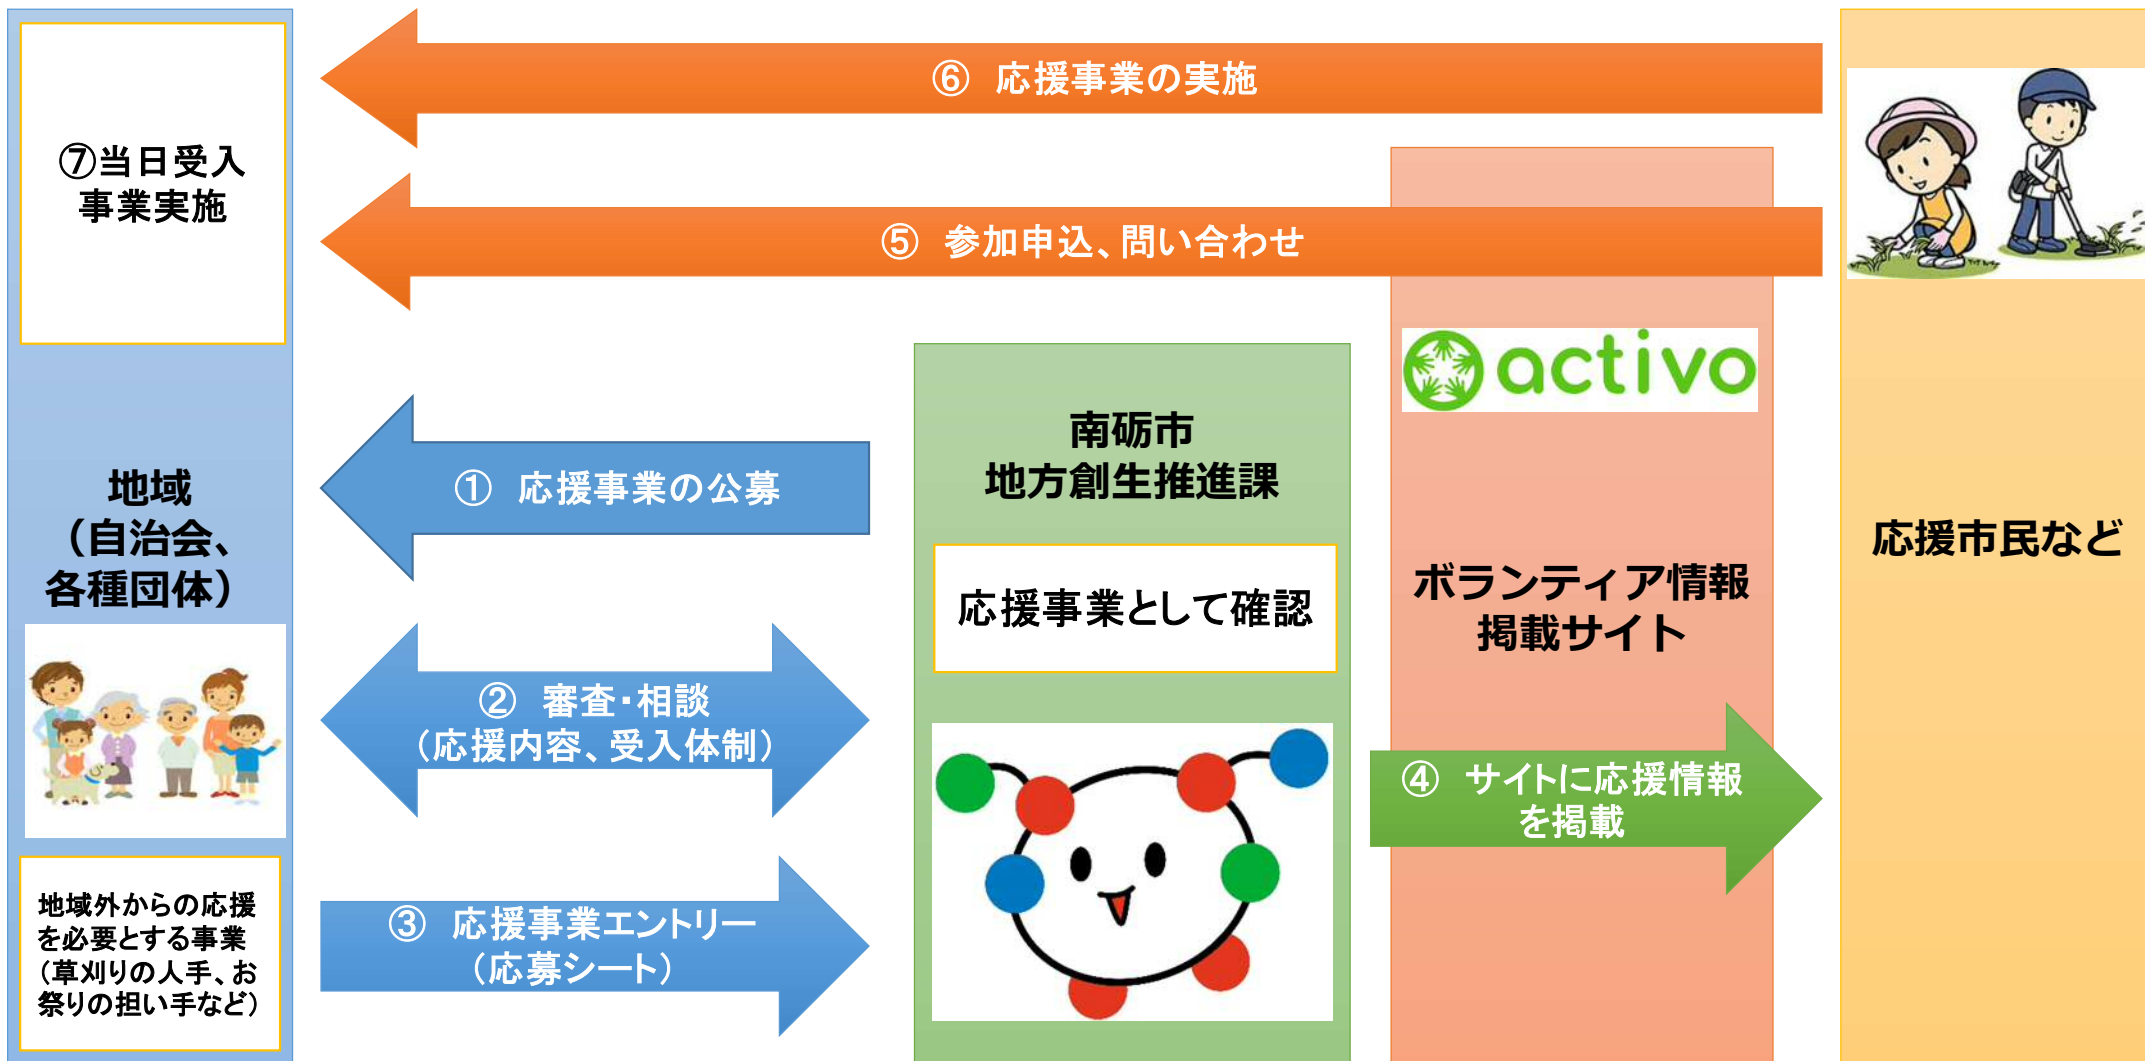 ⑥ 応援事業の実施
⑦当日受入
事業実施
⑤ 参加申込、問い合わせ
activo
南砺市
地方創生推進課
① 応援事業の公募
地域
（自治会、
各種団体）
応援市民など
応援事業として確認
ボランティア情報
掲載サイト
② 審査・相談
（応援内容、受入体制）
④ サイトに応援情報
を掲載
地域外からの応援
を必要とする事業
（草刈りの人手、お
祭りの担い手など）
③ 応援事業エントリー
（応募シート）